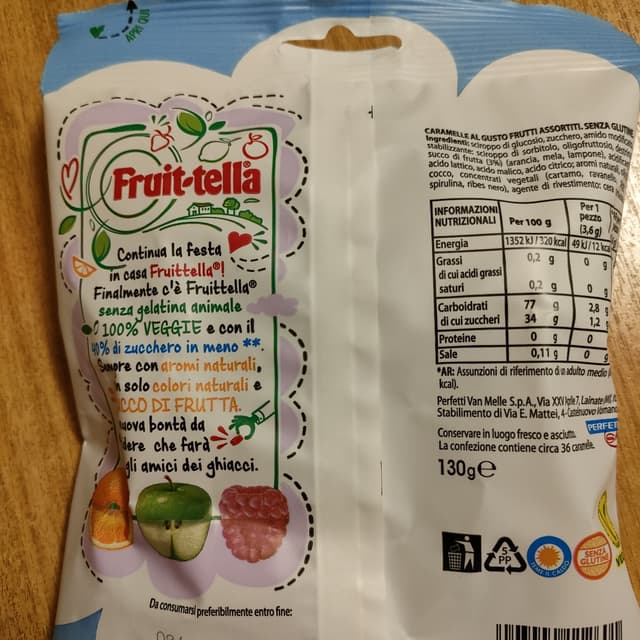 APRI QUI
Fruit-tella®
Continua la festa
in casa Fruittella®!
Finalmente c'è Fruittella®
senza gelatina animale
100% VEGGIE e con il
% di zucchero in meno **.
con aromi naturali,
solo colori naturali e
DI FRUTTA.
bontà da
che farà
gli amici dei ghiacci.
Da consumarsi preferibilmente entro fine:
CARAMELLE AL GUSTO FRUTTI ASSORTITI. SENZA GLUTINE
Ingredienti: sciroppo di glucosio, zucchero, amido
stabilizzante: sciroppo di sorbitolo, oligofruttosio,
succo di frutta (3%) (arancia, mela, lampone),
acido lattico, acido malico, acido citrico; aromi
cocco, concentrati vegetali (cartamo,
spirulina, ribes nero), agente di rivestimento: cera
INFORMAZIONI
NUTRIZIONALI
Per 100 g
Per 1
pezzo
(3,6 g)
Energia 1352 kJ/320 kcal 49 kJ/12
Grassi 0,2 g 0 g
di cui acidi grassi
saturi 0,2 g 0 g
Carboidrati 77 g 2,8
di cui zuccheri 34 g 1,2
Proteine 0 g 0
Sale 0,11 g 0 g
*AR: Assunzioni di riferimento di un adulto medio
kcal).
Perfetti Van Melle S.p.A., Via XXV Aprile 7, Lainate
Stabilimento di Via E. Mattei, 4-
PERFET
Conservare in luogo fresco e asciutto.
La confezione contiene circa 36 caramelle.
130g e
5
PP
TEME IL CALDO
SENZA
GLUTINE